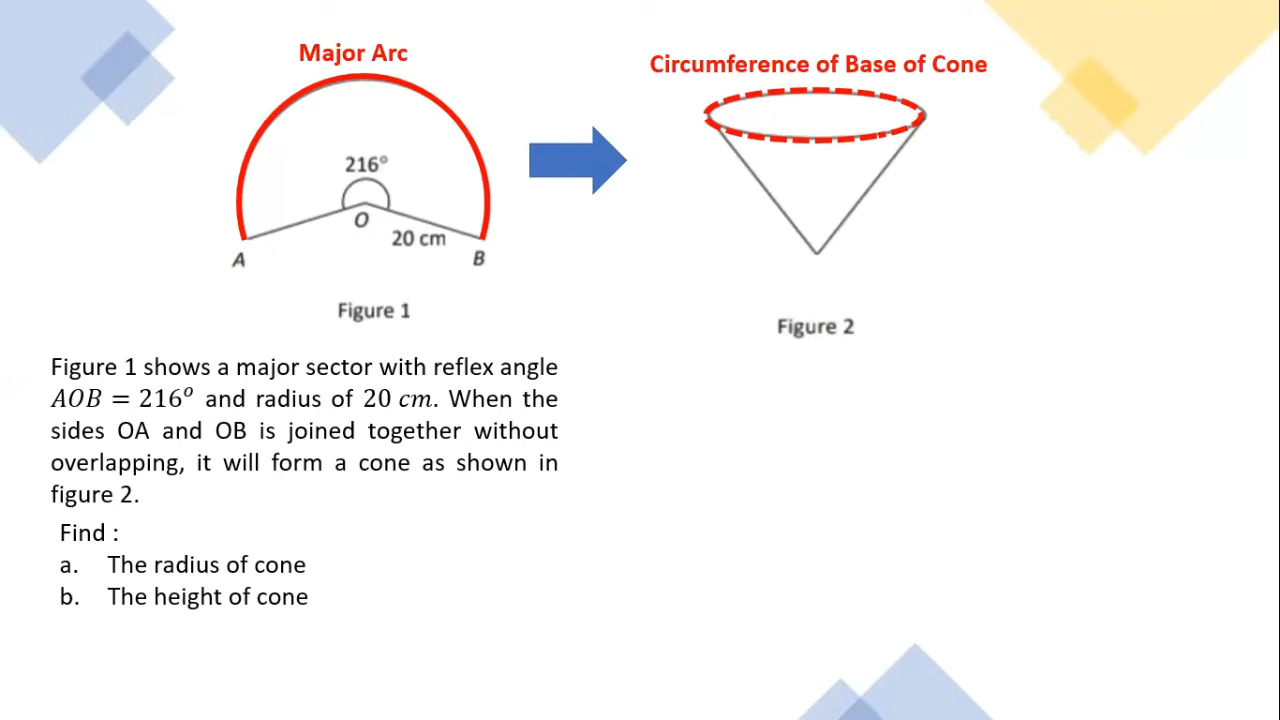 Major Arc
Circumference of Base of Cone
216°
O
20 cm
A
B
Figure 1
Figure 2
Figure 1 shows a major sector with reflex angle
𝐴𝑂𝐵 = 216ᵒ and radius of 20 𝑐𝑚. When the
sides OA and OB is joined together without
overlapping, it will form a cone as shown in
figure 2.
Find :
a. The radius of cone
b. The height of cone